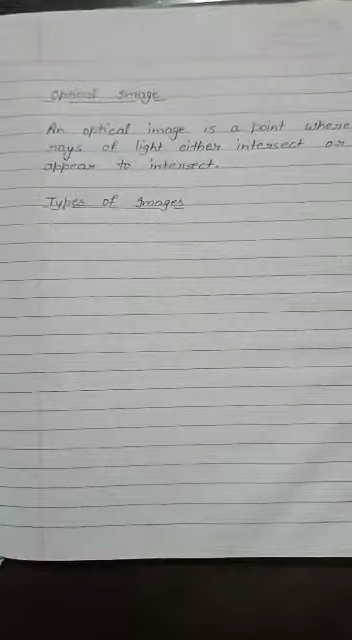 Optical Image
An optical image is a point where
rays of light either intersect or
appear to intersect.
Types of Images